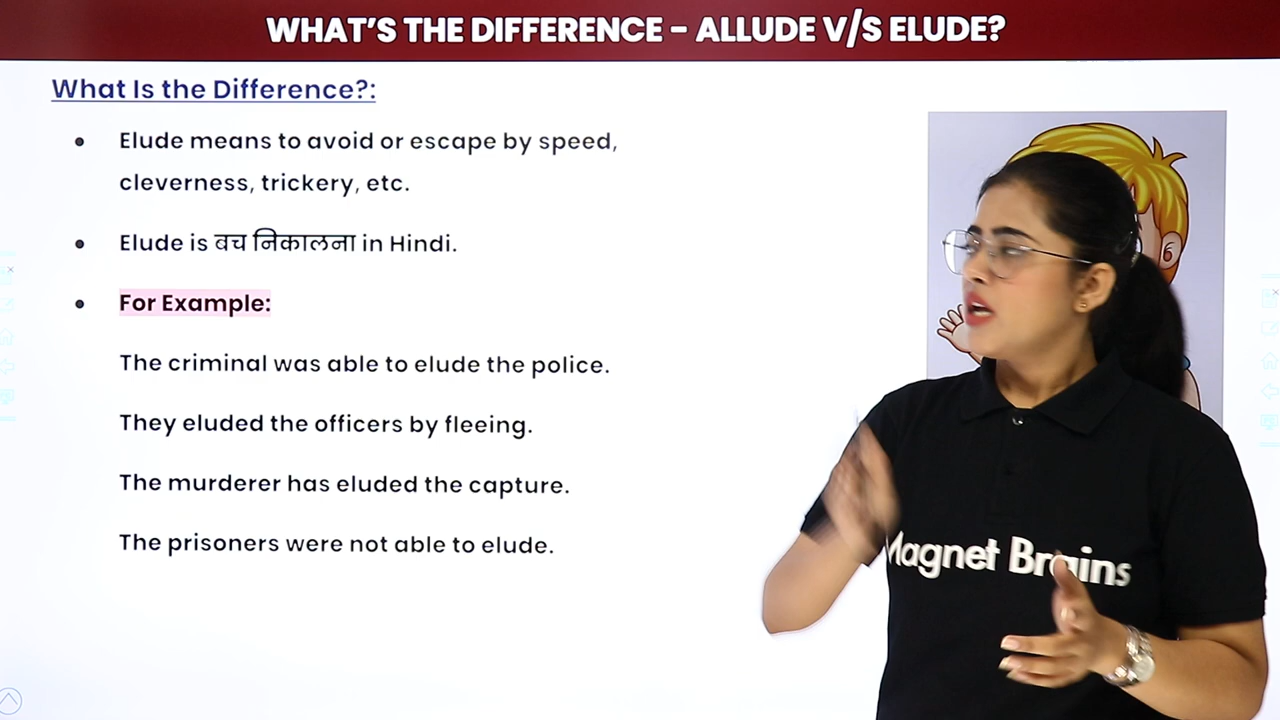 WHAT'S THE DIFFERENCE - ALLUDE V/S ELUDE?
What Is the Difference?:
Elude means to avoid or escape by speed,
cleverness, trickery, etc.
Elude is बच निकालना in Hindi.
For Example:
The criminal was able to elude the police.
They eluded the officers by fleeing.
The murderer has eluded the capture.
The prisoners were not able to elude.
Magnet Brains